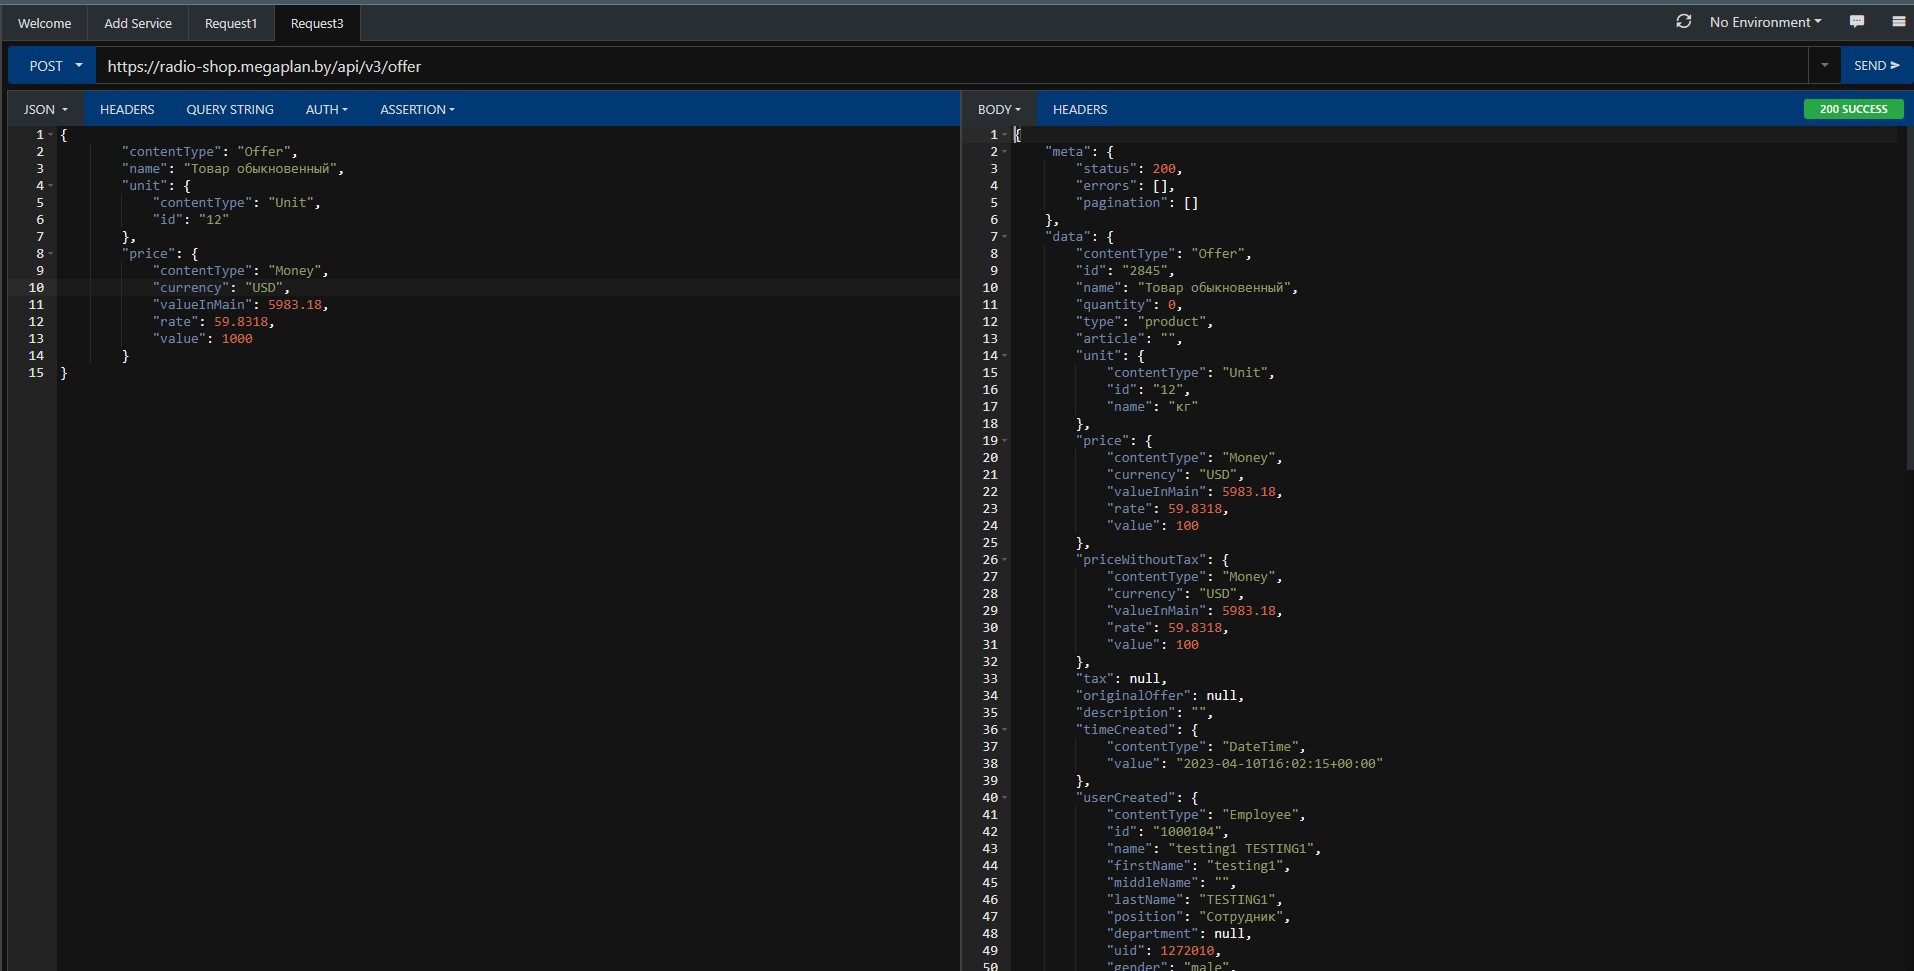 Welcome Add Service Request1 Request3 No Environment
POST https://radio-shop.megaplan.by/api/v3/offer SEND
JSON HEADERS QUERY STRING AUTH ASSERTION
1 {
2 "contentType": "Offer",
3 "name": "Товар обыкновенный",
4 "unit": {
5 "contentType": "Unit",
6 "id": "12"
7 },
8 "price": {
9 "contentType": "Money",
10 "currency": "USD",
11 "valueInMain": 5983.18,
12 "rate": 59.8318,
13 "value": 1000
14 }
15 }
BODY HEADERS 200 SUCCESS
1 {
2 "meta": {
3 "status": 200,
4 "errors": [],
5 "pagination": []
6 },
7 "data": {
8 "contentType": "Offer",
9 "id": "2845",
10 "name": "Товар обыкновенный",
11 "quantity": 0,
12 "type": "product",
13 "article": "",
14 "unit": {
15 "contentType": "Unit",
16 "id": "12",
17 "name": "кг"
18 },
19 "price": {
20 "contentType": "Money",
21 "currency": "USD",
22 "valueInMain": 5983.18,
23 "rate": 59.8318,
24 "value": 100
25 },
26 "priceWithoutTax": {
27 "contentType": "Money",
28 "currency": "USD",
29 "valueInMain": 5983.18,
30 "rate": 59.8318,
31 "value": 100
32 },
33 "tax": null,
34 "originalOffer": null,
35 "description": "",
36 "timeCreated": {
37 "contentType": "DateTime",
38 "value": "2023-04-10T16:02:15+00:00"
39 },
40 "userCreated": {
41 "contentType": "Employee",
42 "id": "1000104",
43 "name": "testing1 TESTING1",
44 "firstName": "testing1",
45 "middleName": "",
46 "lastName": "TESTING1",
47 "position": "Сотрудник",
48 "department": null,
49 "uid": 1272010,
50 "gender": "male",